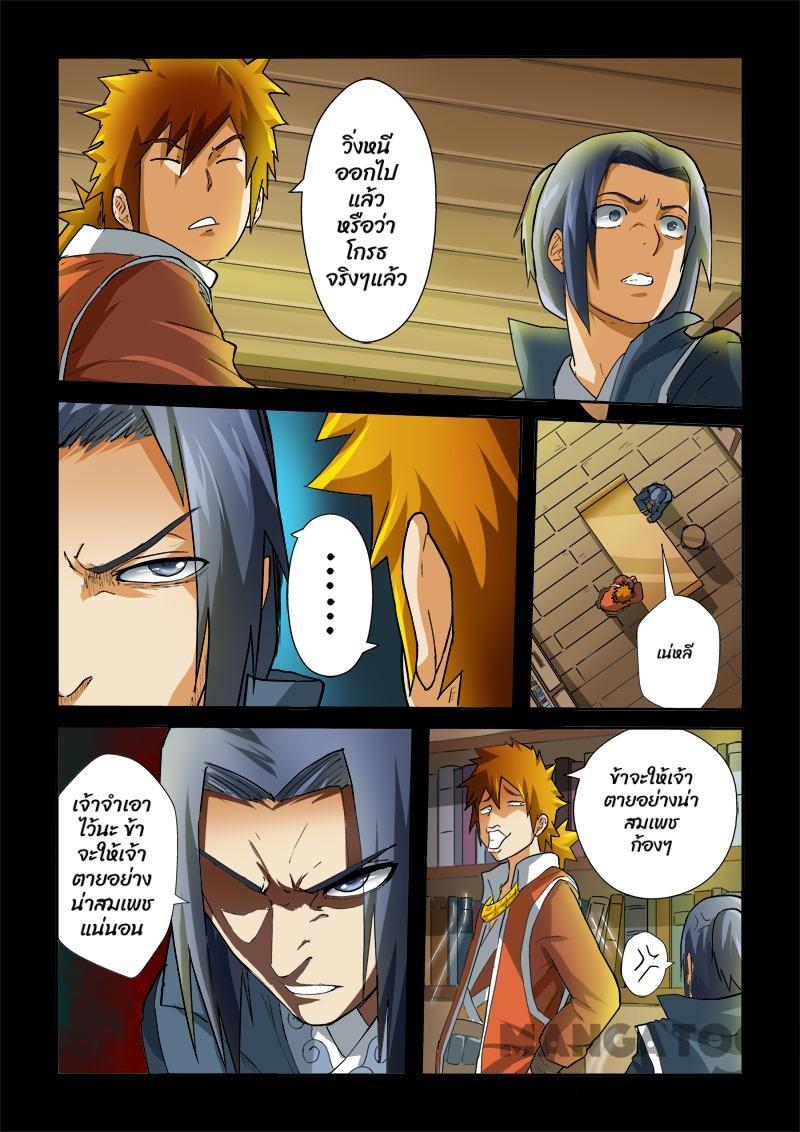 วิ่งหนี
ออกไป
แล้ว
หรือว่า
โกรธ
จริงๆแล้ว
......
เน่หลี
เจ้าจำเอา
ไว้นะ ข้า
จะให้เจ้า
ตายอย่าง
น่าสมเพช
แน่นอน
ข้าจะให้เจ้า
ตายอย่างน่า
สมเพช
ก้องๆ
MANGATOO